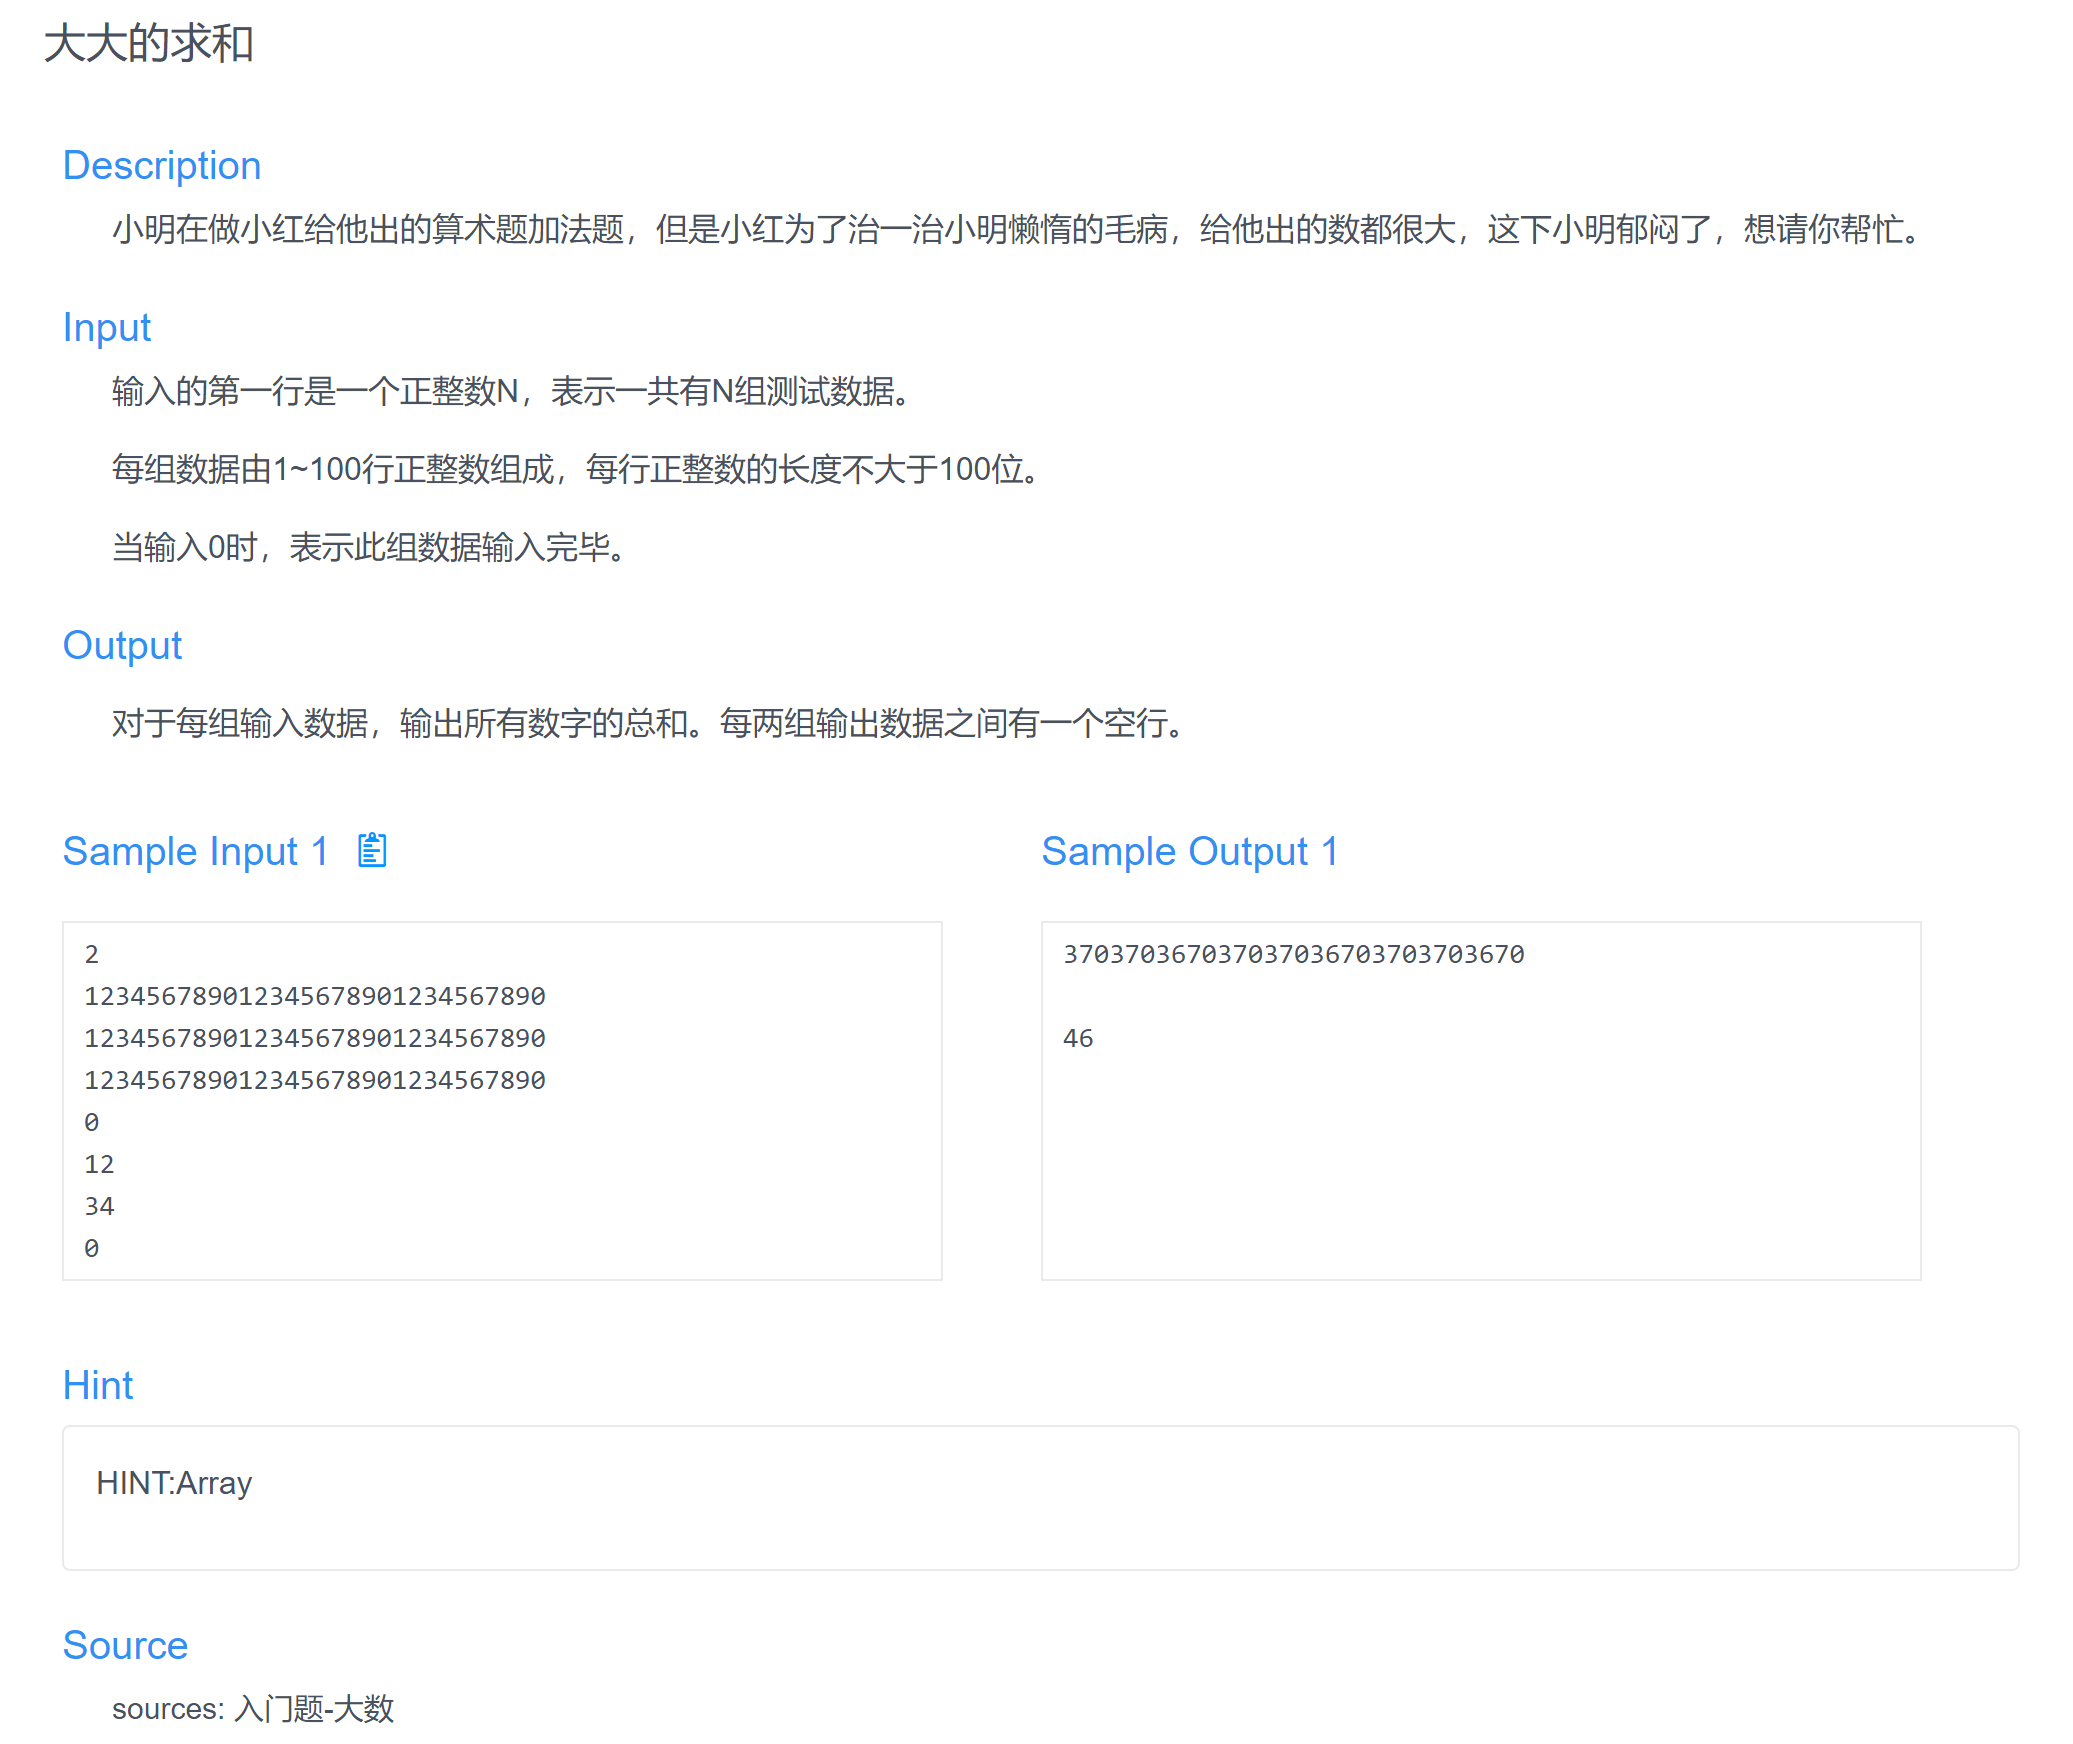 大大的求和
Description
小明在做小红给他出的算术题加法题，但是小红为了治一治小明懒惰的毛病，给他出的数都很大，这下小明郁闷了，想请你帮忙。
Input
输入的第一行是一个正整数N，表示一共有N组测试数据。
每组数据由1~100行正整数组成，每行正整数的长度不大于100位。
当输入0时，表示此组数据输入完毕。
Output
对于每组输入数据，输出所有数字的总和。每两组输出数据之间有一个空行。
Sample Input 1
2
123456789012345678901234567890
123456789012345678901234567890
123456789012345678901234567890
0
12
34
0
Sample Output 1
370370367037037036703703703670
46
Hint
HINT:Array
Source
sources: 入门题-大数